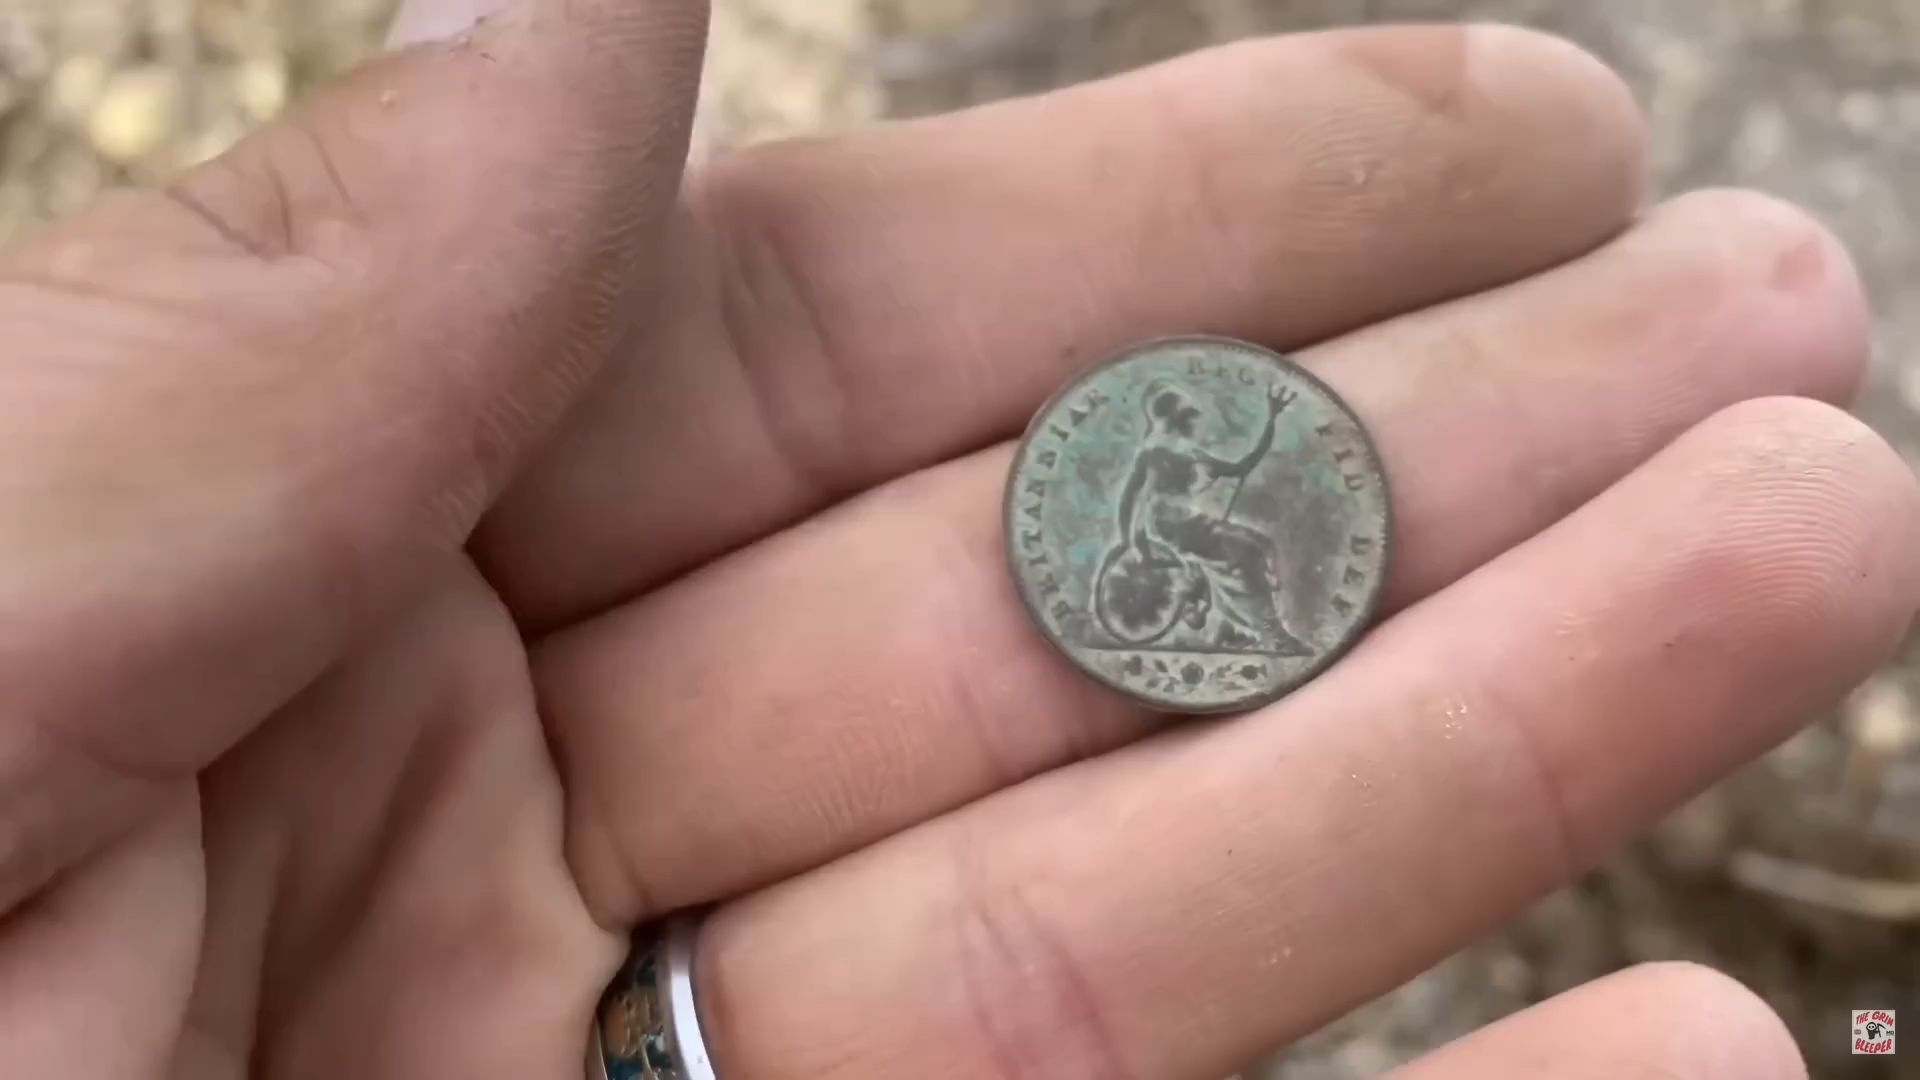 BRITANNIAR REG FID DEF
THE GRIM
BLEEPER